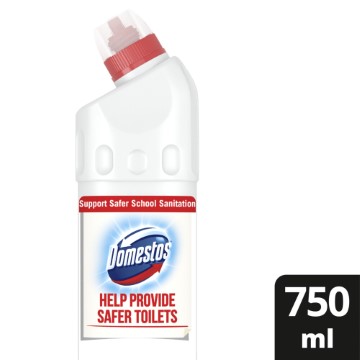 Support Safer School Sanitation
Domestos
HELP PROVIDE
SAFER TOILETS
750
ml